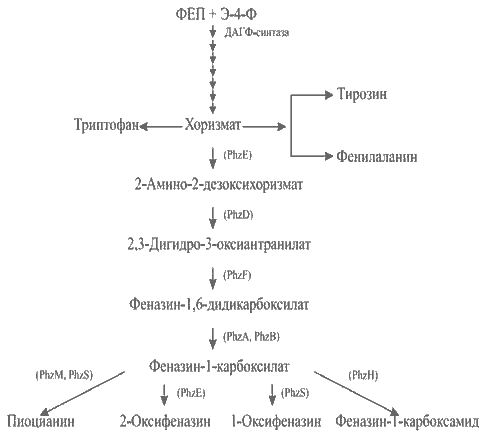 ФЕП + Э-4-Ф
ДАГФ-синтаза
Тирозин
Триптофан
Хоризмат
Фенилаланин
(PhzE)
2-Амино-2-дезоксихоризмат
(PhzD)
2,3-Дигидро-3-оксиантранилат
(PhzF)
Феназин-1,6-дидикарбоксилат
(PhzA, PhzB)
Феназин-1-карбоксилат
(PhzM, PhzS)
(PhzE)
(PhzS)
(PhzH)
Пиоцианин
2-Оксифеназин
1-Оксифеназин
Феназин-1-карбоксамид